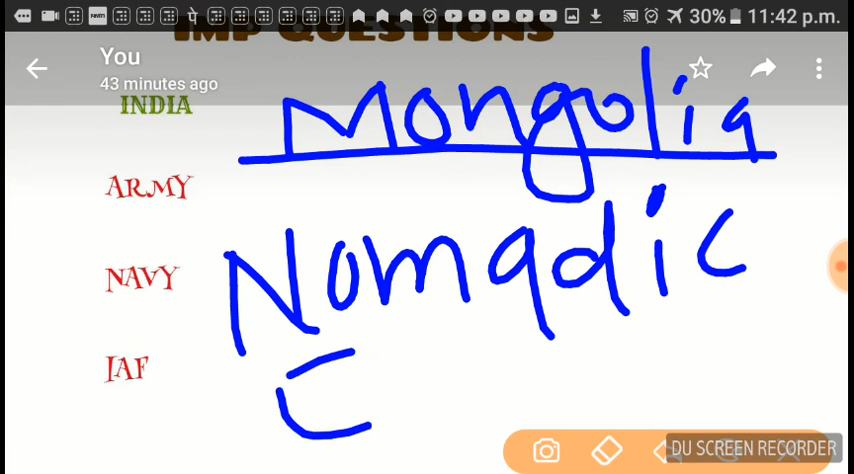 30% 11:42 p.m.
IMP QUESTIONS
You
43 minutes ago
INDIA
Mongolia
ARMY
Nomadic
NAVY
IAF
DU SCREEN RECORDER